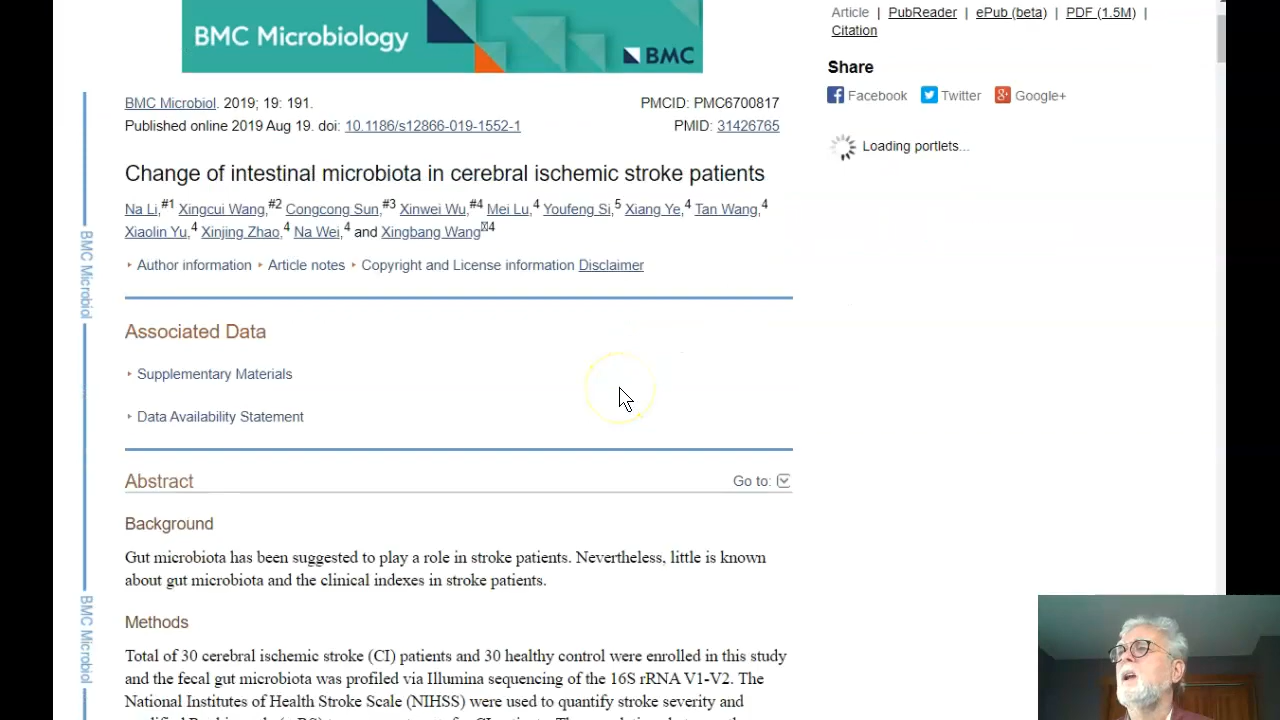 BMC Microbiology
BMC
Article | PubReader | ePub (beta) | PDF (1.5M) |
Citation
Share
Facebook Twitter Google+
Loading portlets...
BMC Microbiol. 2019; 19: 191.
PMCID: PMC6700817
Published online 2019 Aug 19. doi: 10.1186/s12866-019-1552-1
PMID: 31426765
Change of intestinal microbiota in cerebral ischemic stroke patients
Na Li,#1 Xingcui Wang,#2 Congcong Sun,#3 Xinwei Wu,#4 Mei Lu,4 Youfeng Si,5 Xiang Ye,4 Tan Wang,4
Xiaolin Yu,4 Xinjing Zhao,4 Na Wei,4 and Xingbang Wang4
Author information Article notes Copyright and License information Disclaimer
BMC Microbiol
Associated Data
Supplementary Materials
Data Availability Statement
Abstract
Go to:
Background
Gut microbiota has been suggested to play a role in stroke patients. Nevertheless, little is known
about gut microbiota and the clinical indexes in stroke patients.
Methods
BMC Microbiol
Total of 30 cerebral ischemic stroke (CI) patients and 30 healthy control were enrolled in this study
and the fecal gut microbiota was profiled via Illumina sequencing of the 16S rRNA V1-V2. The
National Institutes of Health Stroke Scale (NIHSS) were used to quantify stroke severity and